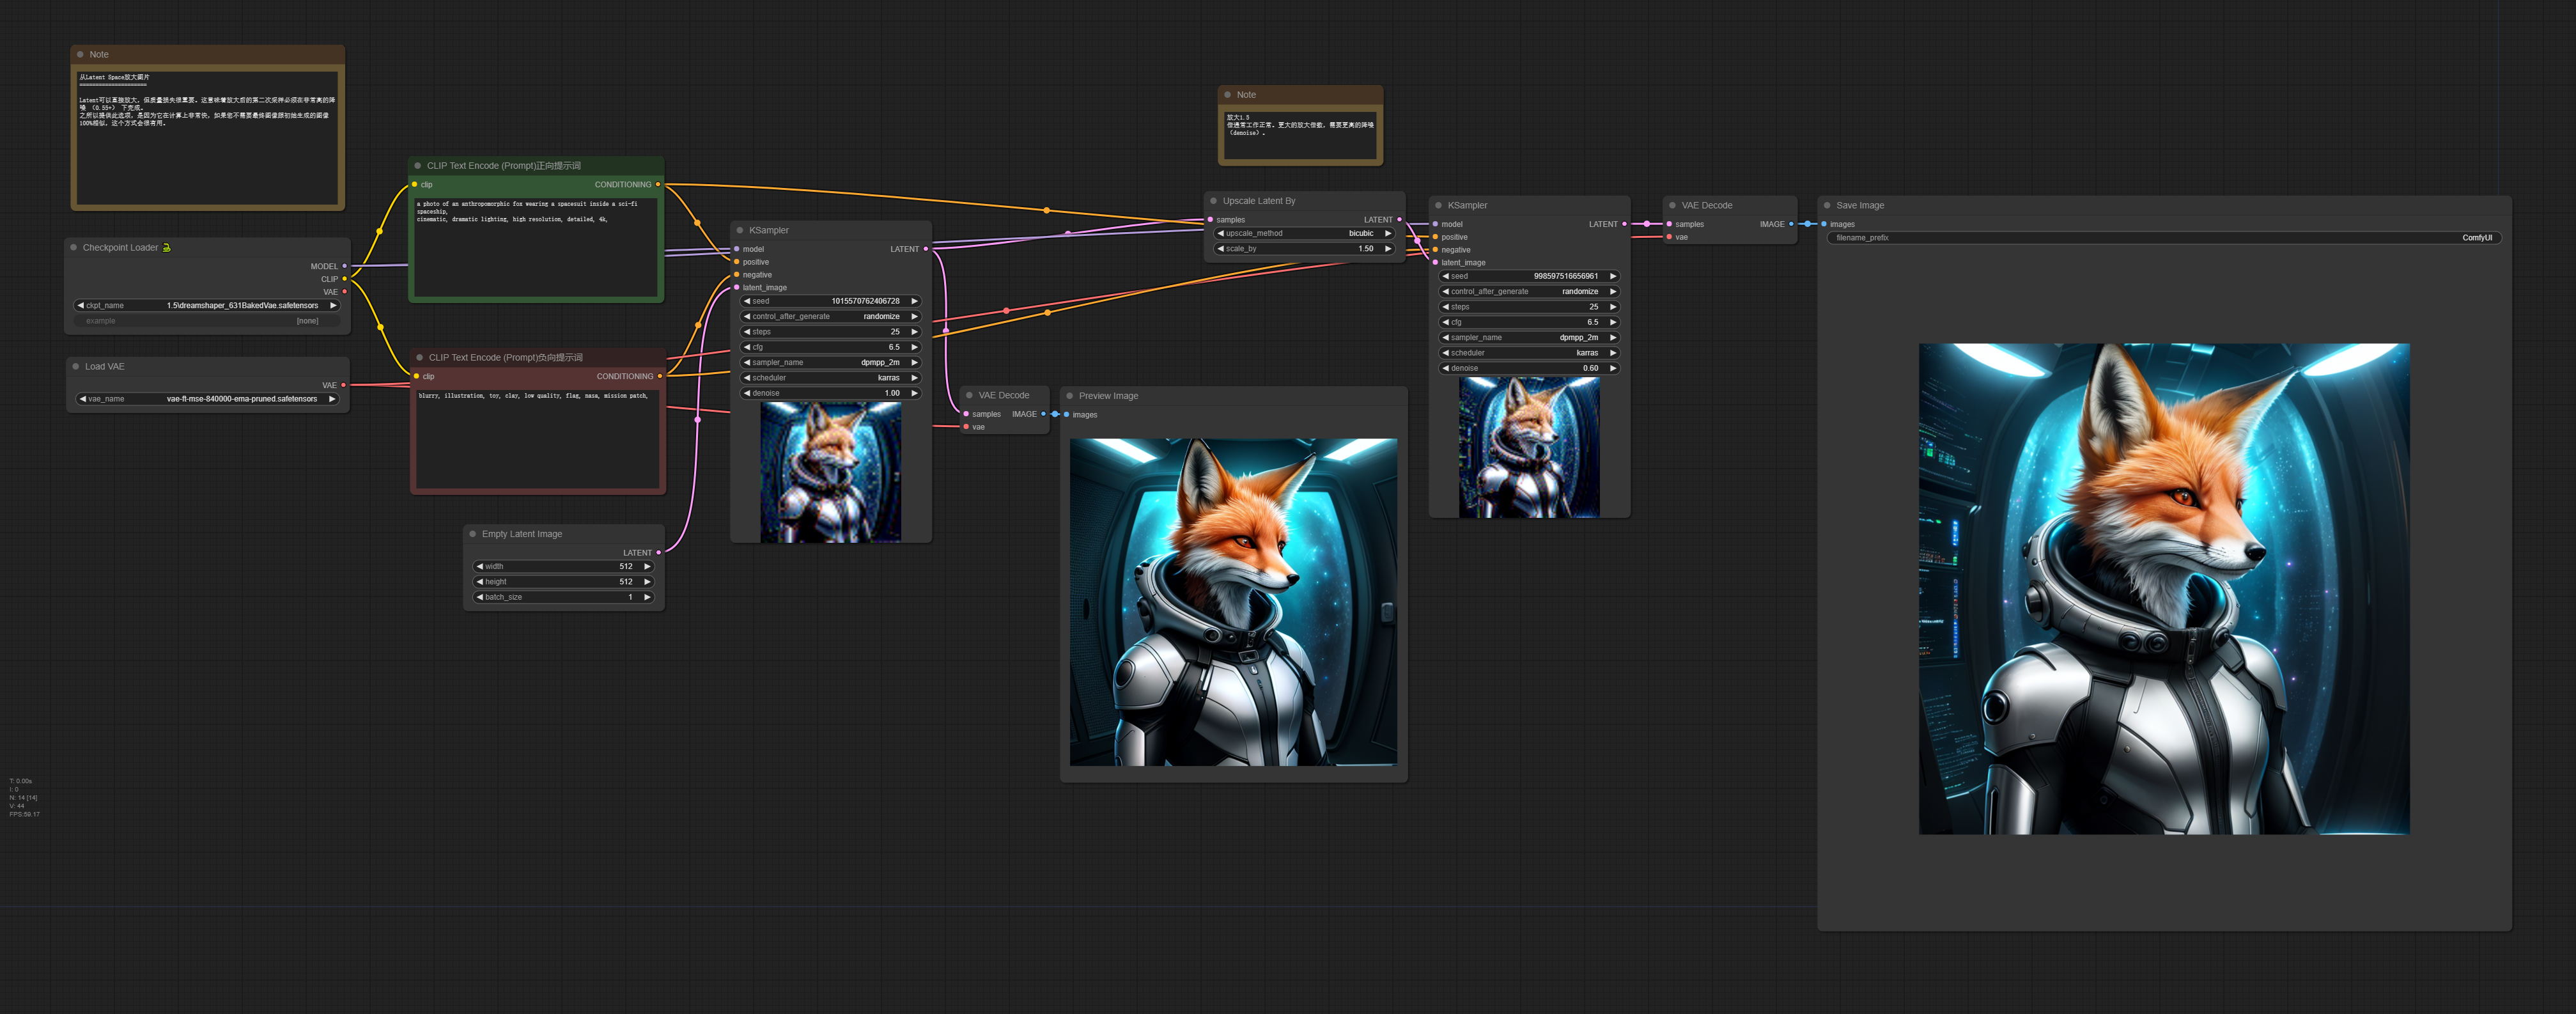 Note
从Latent Space放大图片
=====================
Latent可以直接放大，但质量损失很重要。这意味着放大后的第二次采样必须在非常高的降
噪 （0.55+） 下完成。
之所以提供此选项，是因为它在计算上非常快，如果您不需要最终图像跟初始生成的图像
100%相似，这个方式会很有用。
Checkpoint Loader 🐍
MODEL
CLIP
VAE
ckpt_name 1.5\dreamshaper_631BakedVae.safetensors
example [none]
Load VAE
VAE
vae_name vae-ft-mse-840000-ema-pruned.safetensors
CLIP Text Encode (Prompt)正向提示词
clip CONDITIONING
a photo of an anthropomorphic fox wearing a spacesuit inside a sci-fi
spaceship,
cinematic, dramatic lighting, high resolution, detailed, 4k,
CLIP Text Encode (Prompt)负向提示词
clip CONDITIONING
blurry, illustration, toy, clay, low quality, flag, nasa, mission patch,
Empty Latent Image
LATENT
width 512
height 512
batch_size 1
KSampler
model LATENT
positive
negative
latent_image
seed 1015570762406728
control_after_generate randomize
steps 25
cfg 6.5
sampler_name dpmpp_2m
scheduler karras
denoise 1.00
VAE Decode
samples IMAGE
vae
Preview Image
images
Note
放大1.5
倍通常工作正常。更大的放大倍数，需要更高的降噪
（denoise）。
Upscale Latent By
samples LATENT
upscale_method bicubic
scale_by 1.50
KSampler
model LATENT
positive
negative
latent_image
seed 998597516656961
control_after_generate randomize
steps 25
cfg 6.5
sampler_name dpmpp_2m
scheduler karras
denoise 0.60
VAE Decode
samples IMAGE
vae
Save Image
images
filename_prefix ComfyUI
T: 0.00s
I: 0
N: 14 [14]
V: 44
FPS:59.17